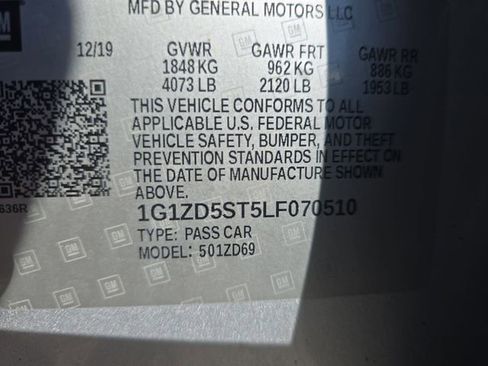 MFD BY GENERAL MOTORS LLC
GM
12/19 GVWR GAWR FRT GAWR RR
1848 KG 962 KG 886 KG
4073 LB 2120 LB 1953 LB
THIS VEHICLE CONFORMS TO ALL
APPLICABLE U.S. FEDERAL MOTOR
VEHICLE SAFETY, BUMPER, AND THEFT
PREVENTION STANDARDS IN EFFECT ON
THE DATE OF MANUFACTURE SHOWN
ABOVE.
636R
1G1ZD5ST5LF070510
TYPE: PASS CAR
MODEL: 501ZD69